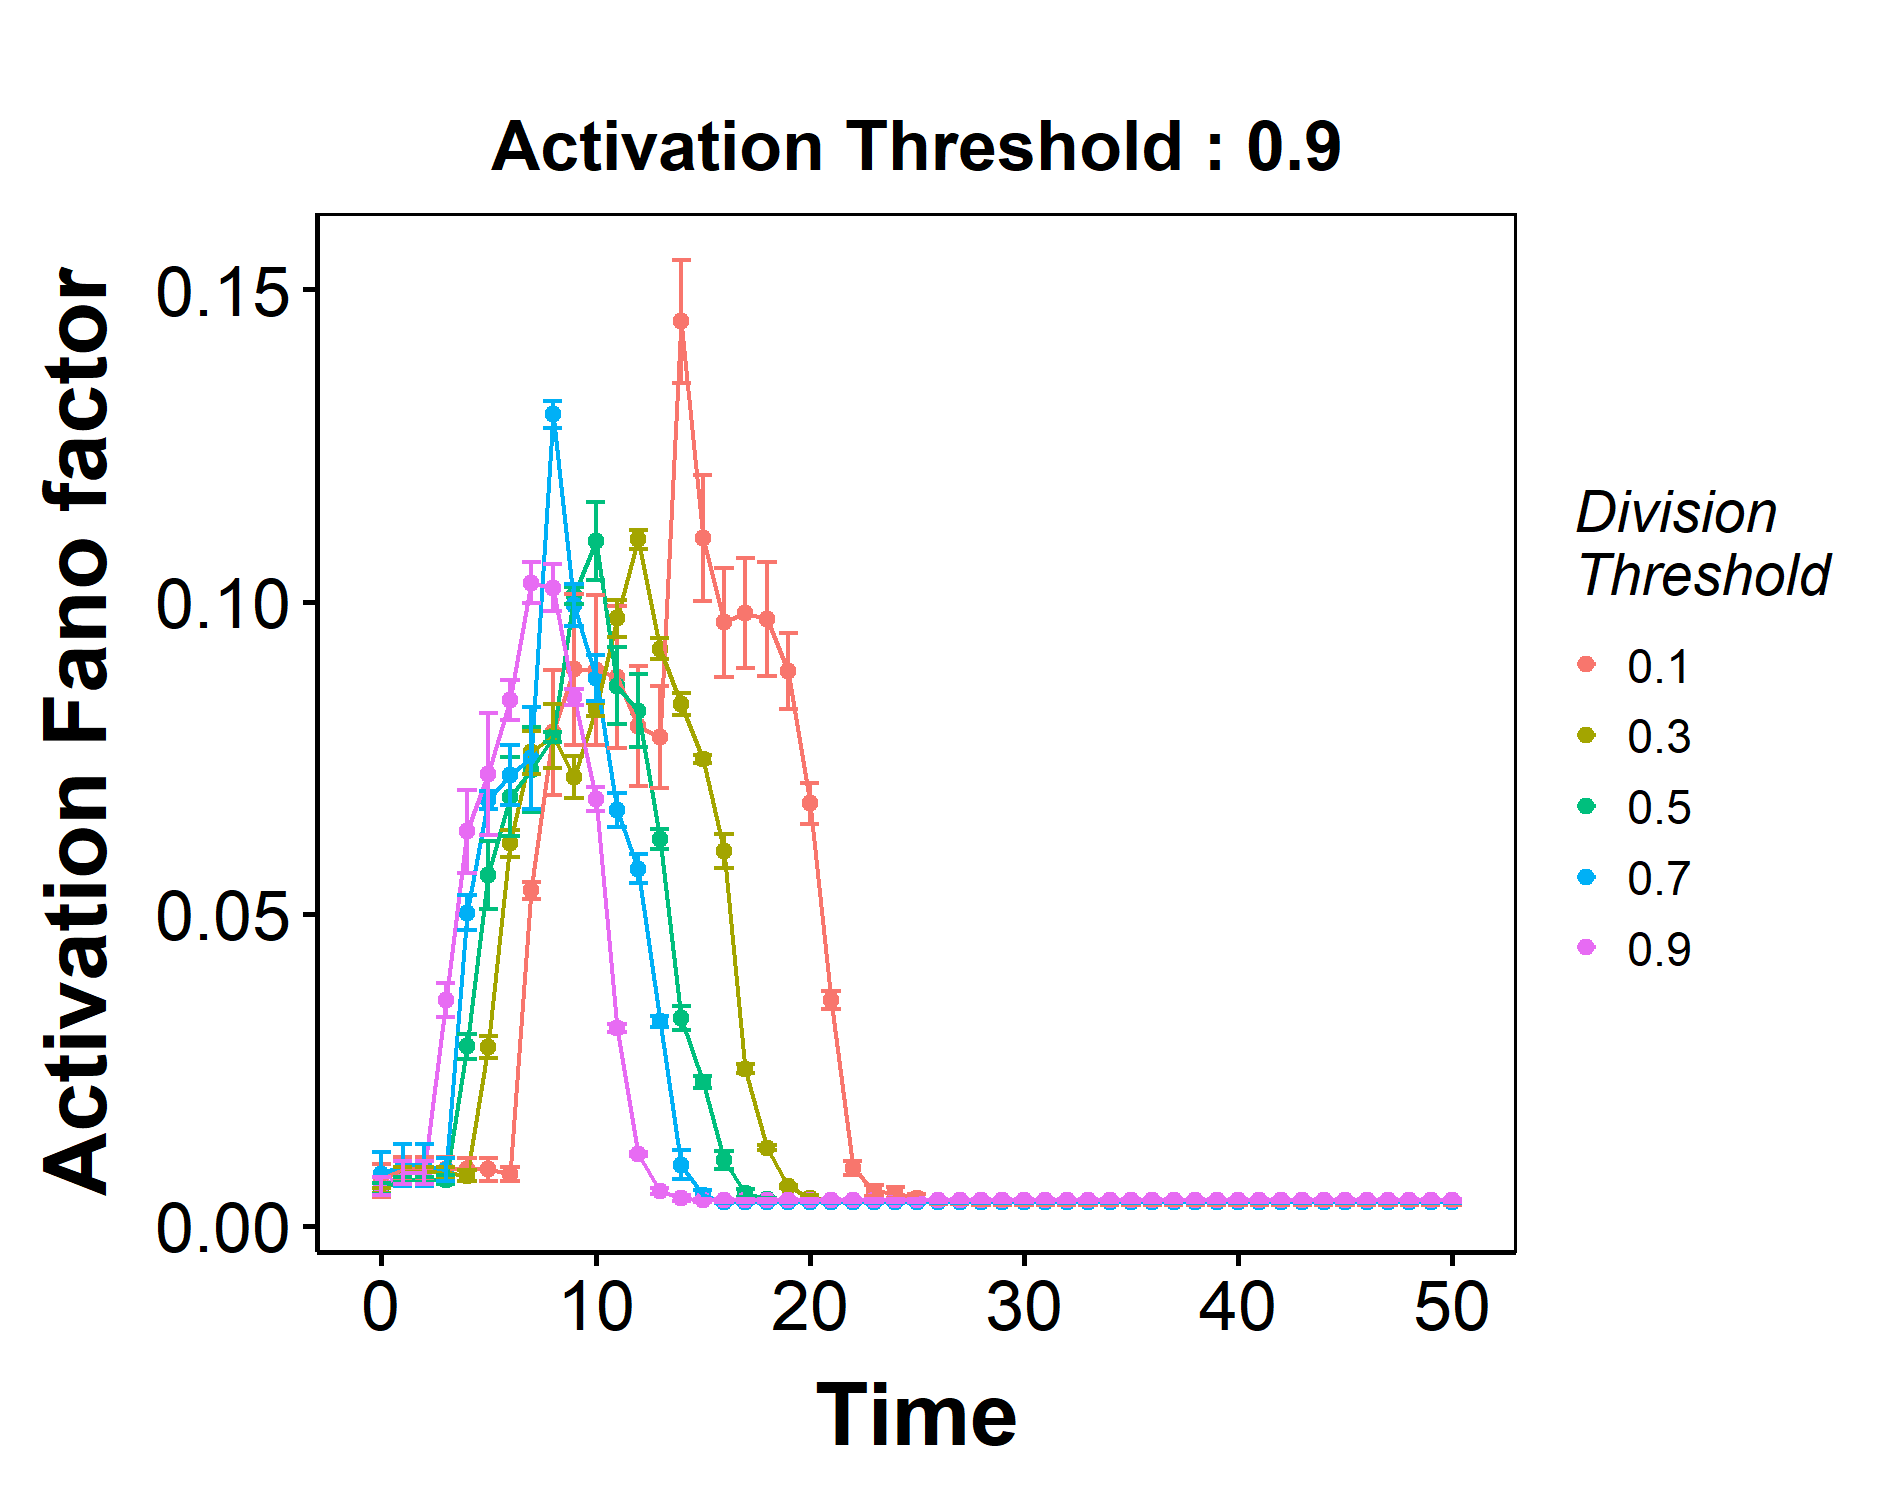 Activation Threshold : 0.9
Activation Fano factor
0.15
0.10
0.05
0.00
0 10 20 30 40 50
Time
Division
Threshold
0.1
0.3
0.5
0.7
0.9